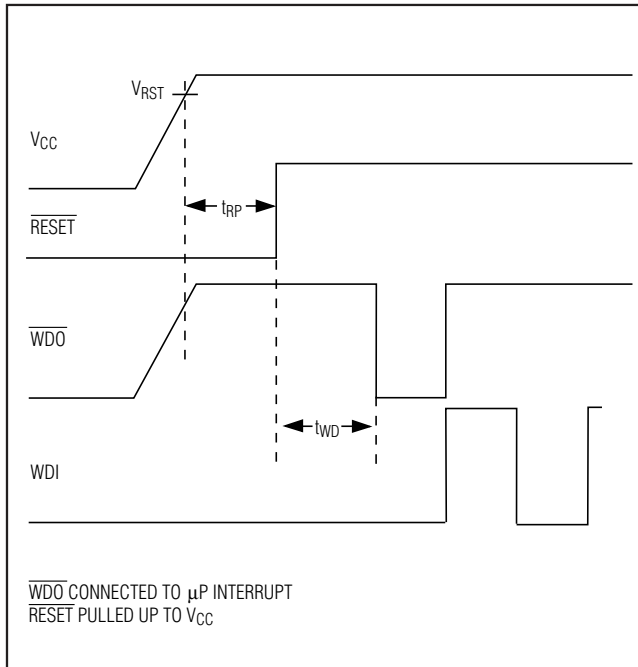 VRST
VCC
tRP
RESET
WDO
tWD
WDI
WDO CONNECTED TO μP INTERRUPT
RESET PULLED UP TO VCC